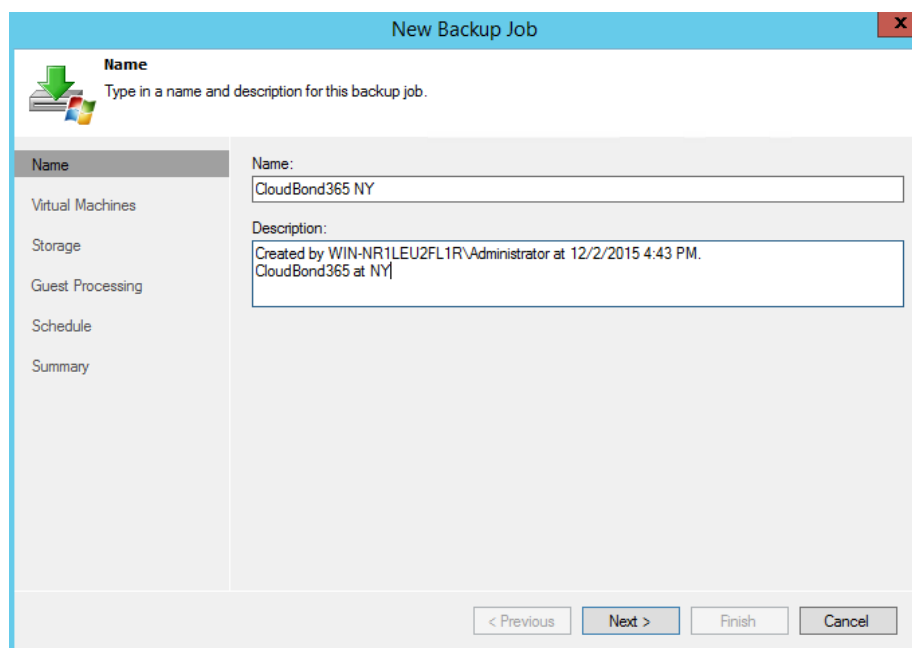 New Backup Job
x
Name
Type in a name and description for this backup job.
Name
Virtual Machines
Storage
Guest Processing
Schedule
Summary
Name:
CloudBond365 NY
Description:
Created by WIN-NR1LEU2FL1R\Administrator at 12/2/2015 4:43 PM.
CloudBond365 at NY
< Previous
Next >
Finish
Cancel